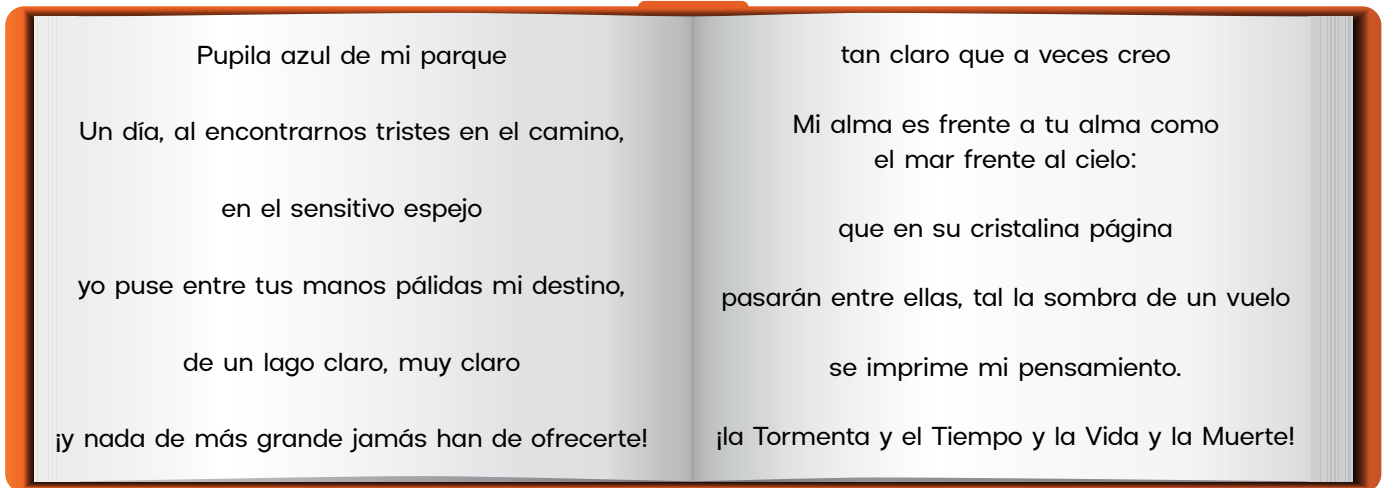 Pupila azul de mi parque
Un día, al encontrarnos tristes en el camino,
en el sensitivo espejo
yo puse entre tus manos pálidas mi destino,
de un lago claro, muy claro
¡y nada de más grande jamás han de ofrecerte!
tan claro que a veces creo
Mi alma es frente a tu alma como
el mar frente al cielo:
que en su cristalina página
pasarán entre ellas, tal la sombra de un vuelo
se imprime mi pensamiento.
¡la Tormenta y el Tiempo y la Vida y la Muerte!